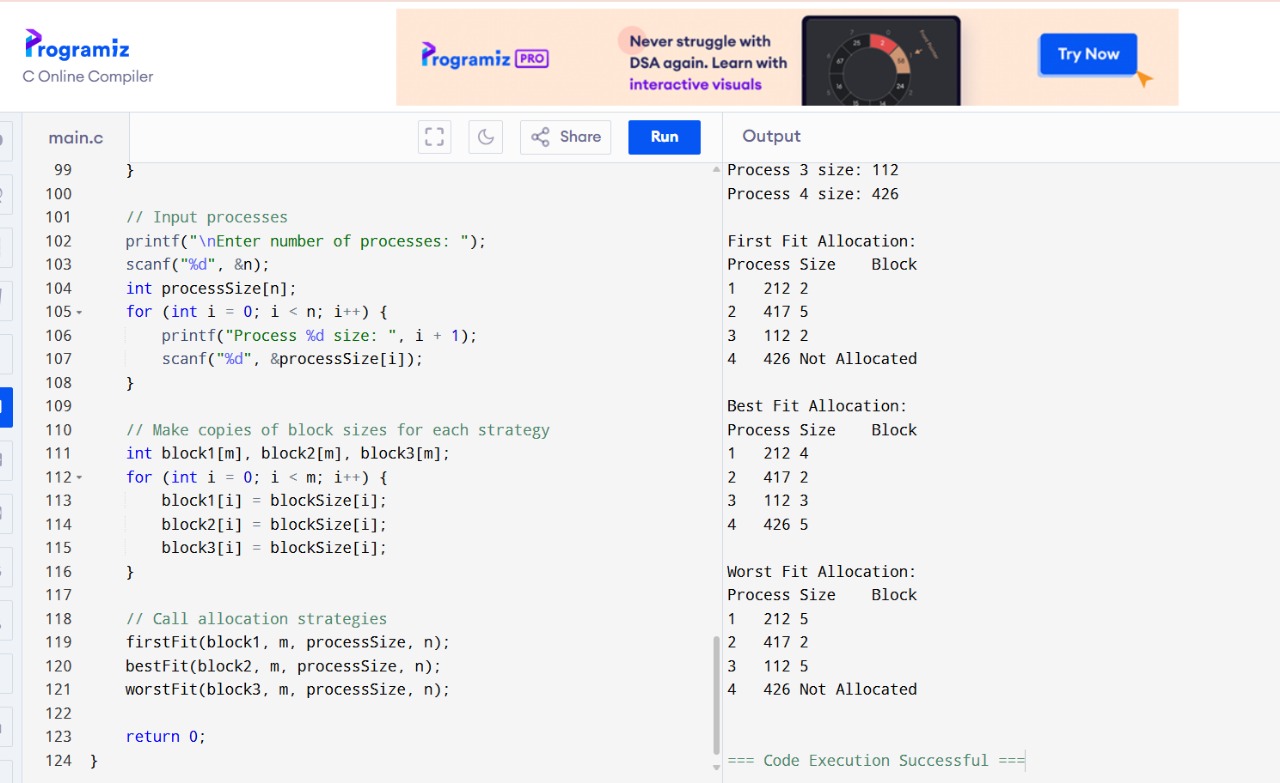 Programiz
C Online Compiler
Programiz PRO
Never struggle with
DSA again. Learn with
interactive visuals
Try Now
main.c
Share
Run
Output
99 }
100
101 // Input processes
102 printf("\nEnter number of processes: ");
103 scanf("%d", &n);
104 int processSize[n];
105 for (int i = 0; i < n; i++) {
106 printf("Process %d size: ", i + 1);
107 scanf("%d", &processSize[i]);
108 }
109
110 // Make copies of block sizes for each strategy
111 int block1[m], block2[m], block3[m];
112 for (int i = 0; i < m; i++) {
113 block1[i] = blockSize[i];
114 block2[i] = blockSize[i];
115 block3[i] = blockSize[i];
116 }
117
118 // Call allocation strategies
119 firstFit(block1, m, processSize, n);
120 bestFit(block2, m, processSize, n);
121 worstFit(block3, m, processSize, n);
122
123 return 0;
124 }
Process 3 size: 112
Process 4 size: 426
First Fit Allocation:
Process Size Block
1 212 2
2 417 5
3 112 2
4 426 Not Allocated
Best Fit Allocation:
Process Size Block
1 212 4
2 417 2
3 112 3
4 426 5
Worst Fit Allocation:
Process Size Block
1 212 5
2 417 2
3 112 5
4 426 Not Allocated
=== Code Execution Successful ===